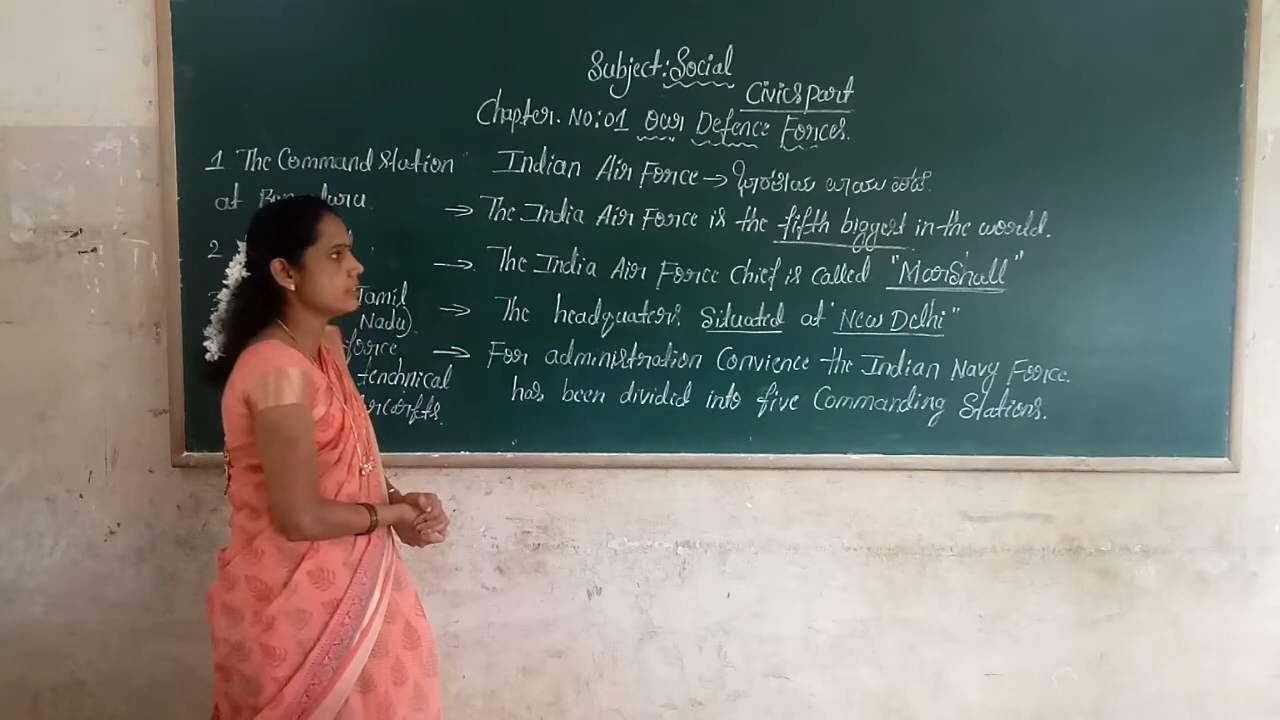 Subject: Social
Civics part
Chapter. No: 01 Our Defence Forces.
1 The Command Station
at
2
Tamil
Nadu).
force,
tenchnical
Indian Air Force → ಭಾರತೀಯ ವಾಯು ಪಡೆ.
→ The India Air Force is the fifth biggest in the world.
→ The India Air Force Chief is called "Marshall"
→ The headquaters Situated at New Delhi"
→ For administration Convience the Indian Navy Force.
has been divided into five Commanding Stations.